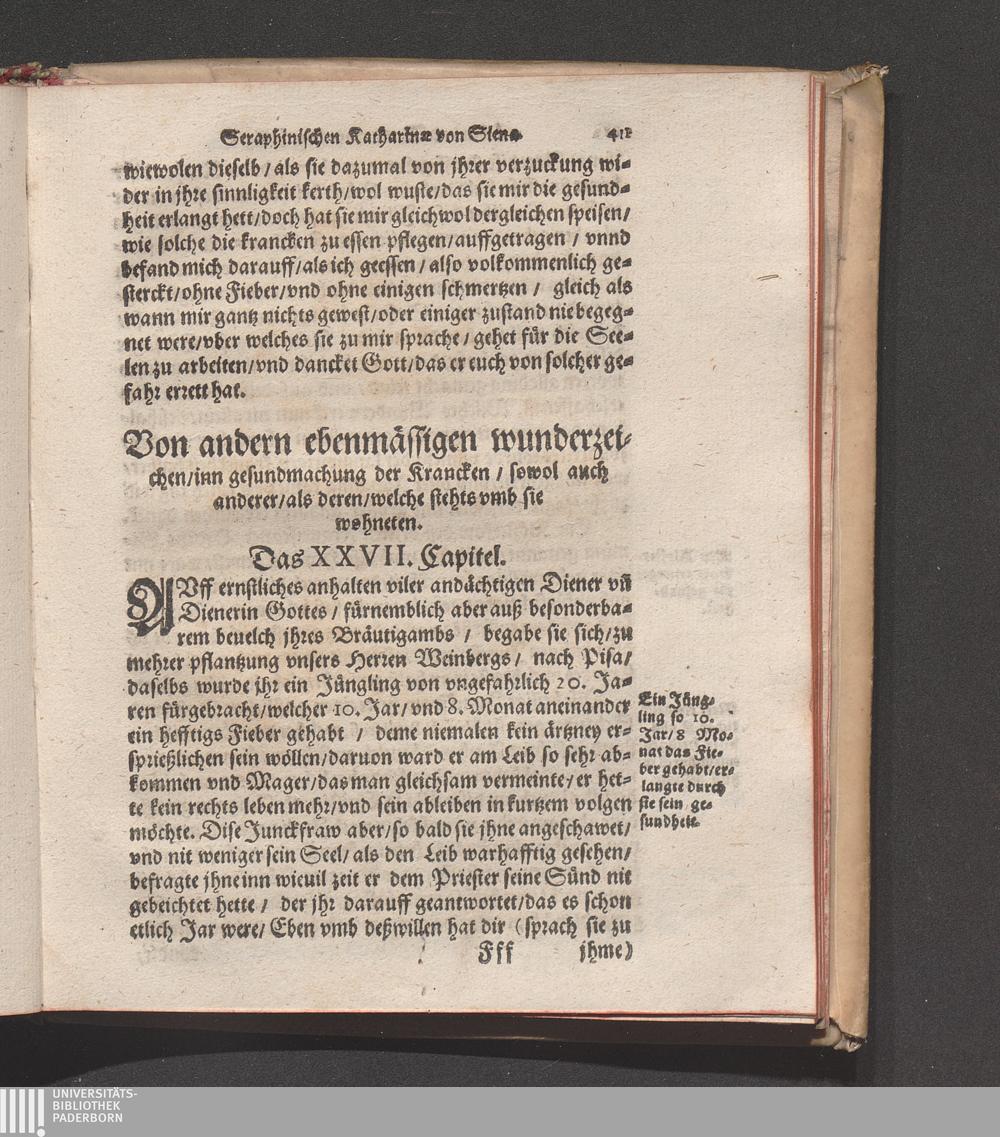 Seraphinischen Katharinæ von Siena 411
wiewolen dieselb / als sie dazumal von jhrer verzuckung wi-
der in jhre sinnligkeit kerth/wol wuste/das sie mir die gesund-
heit erlangt hett/doch hat sie mir gleichwol dergleichen speisen/
wie solche die krancken zu essen pflegen/auffgetragen / vnnd
befand mich darauff/als ich geessen / also volkommenlich ge-
sterckt/ohne Fieber/vnd ohne einigen schmertzen / gleich als
wann mir gantz nichts gewest/oder einiger zustand nie begeg-
net were/vber welches sie zu mir sprache / gehet für die See-
len zu arbeiten/vnd dancket Gott/das er euch von solcher ge-
fahr errett hat.
Von andern ebenmässigen wunderzei-
chen/inn gesundmachung der Krancken / sowol auch
anderer/als deren/welche stehts vmb sie
wohneten.
Das XXVII. Capitel.
AVff ernstliches anhalten viler andächtigen Diener vñ
Dienerin Gottes / fürnemblich aber auß besonderba-
rem beuelch jhres Bräutigambs / begabe sie sich/zu
mehrer pflantzung vnsers Herren Weinbergs / nach Pisa/
daselbs wurde jhr ein Jüngling von vngefahrlich 20. Ja-
ren fürgebracht/welcher 10. Jar/vnd 8. Monat aneinander
ein hefftigs Fieber gehabt / deme niemalen kein ärtzney er-
sprießlichen sein wöllen/daruon ward er am Leib so sehr ab-
kommen vnd Mager/das man gleichsam vermeinte/er het-
te kein rechts leben mehr/vnd sein ableiben in kurtzem volgen
möchte. Dise Junckfraw aber/so bald sie jhne angeschawet/
vnd nit weniger sein Seel/als den Leib warhafftig gesehen/
befragte jhne inn wieuil zeit er dem Priester seine Sünd nit
gebeichtet hette / der jhr darauff geantwortet/das es schon
etlich Jar were/ Eben vmb deßwillen hat dir (sprach sie zu
Fff jhme)
Ein Jüng-
ling so 10.
Jar/8 Mo-
nat das Fie-
ber gehabt/er-
langte durch
sie sein ge-
sundheit.
UNIVERSITÄTS-
BIBLIOTHEK
PADERBORN